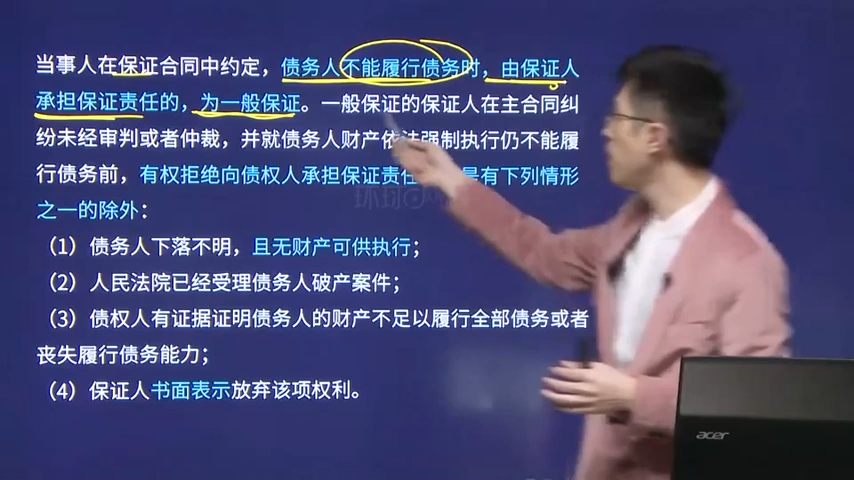 当事人在保证合同中约定，债务人不能履行债务时，由保证人
承担保证责任的，为一般保证。一般保证的保证人在主合同纠
纷未经审判或者仲裁，并就债务人财产依法强制执行仍不能履
行债务前，有权拒绝向债权人承担保证责任 是有下列情形
之一的除外：
（1）债务人下落不明，且无财产可供执行；
（2）人民法院已经受理债务人破产案件；
（3）债权人有证据证明债务人的财产不足以履行全部债务或者
丧失履行债务能力；
（4）保证人书面表示放弃该项权利。
环球
acer